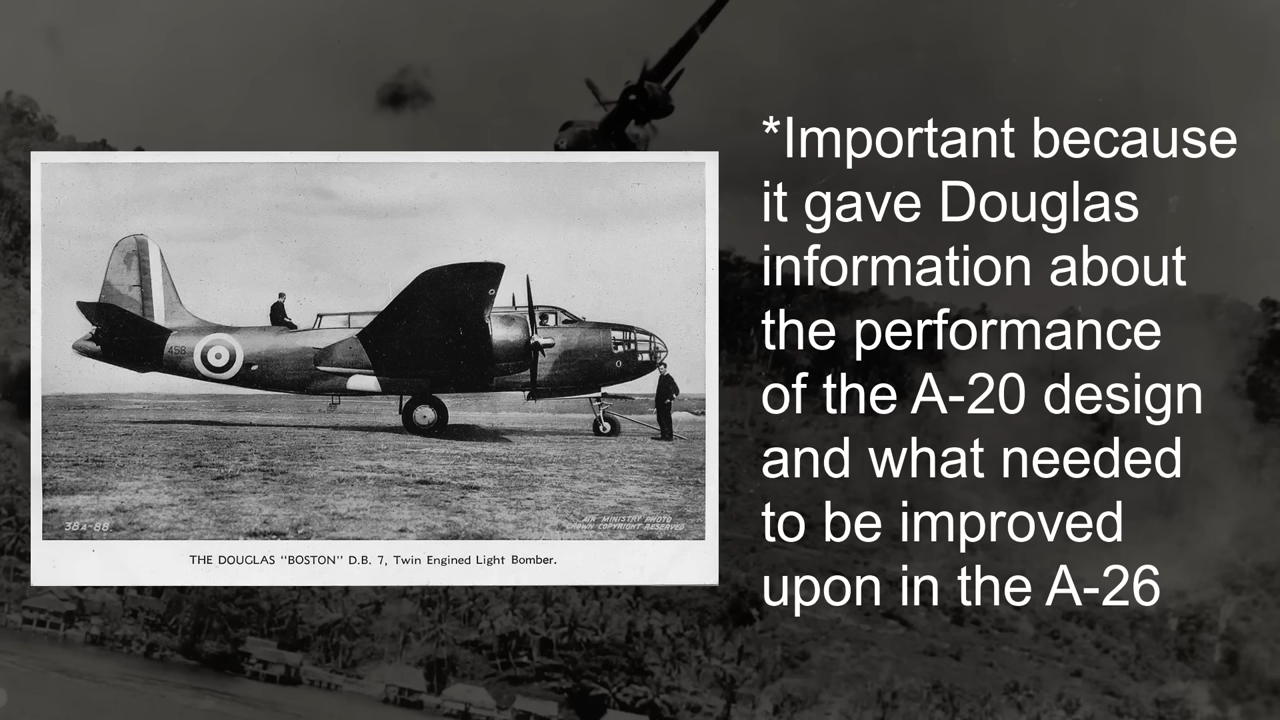 *Important because
it gave Douglas
information about
the performance
of the A-20 design
and what needed
to be improved
upon in the A-26
458
38A-88
AIR MINISTRY PHOTO
CROWN COPYRIGHT RESERVED
THE DOUGLAS "BOSTON" D.B. 7, Twin Engined Light Bomber.